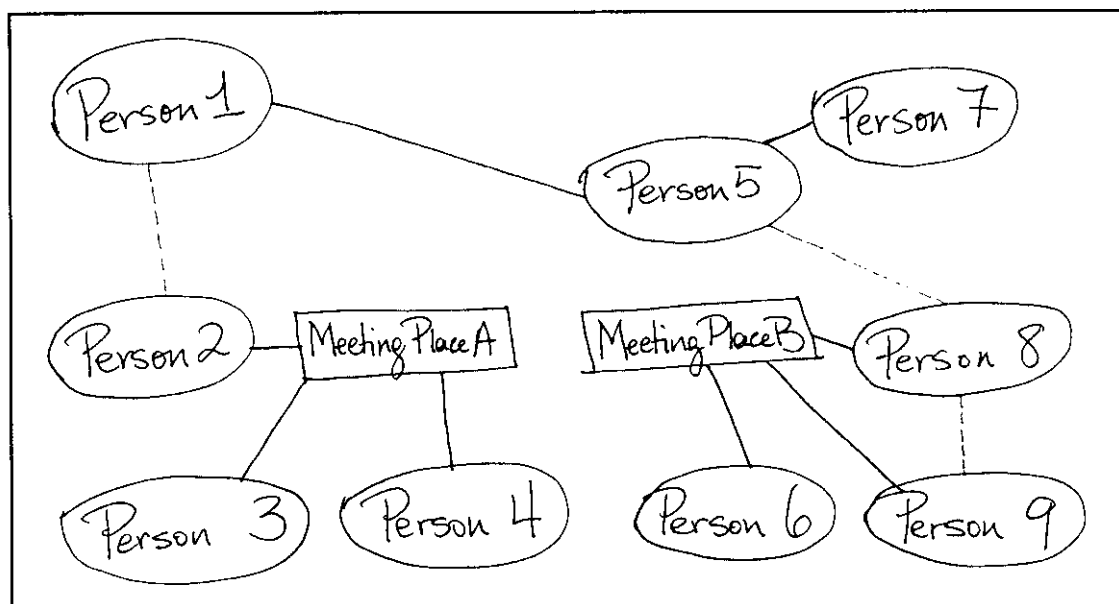 Person 1
Person 7
Person 5
Person 2
Meeting Place A
Meeting Place B
Person 8
Person 3
Person 4
Person 6
Person 9